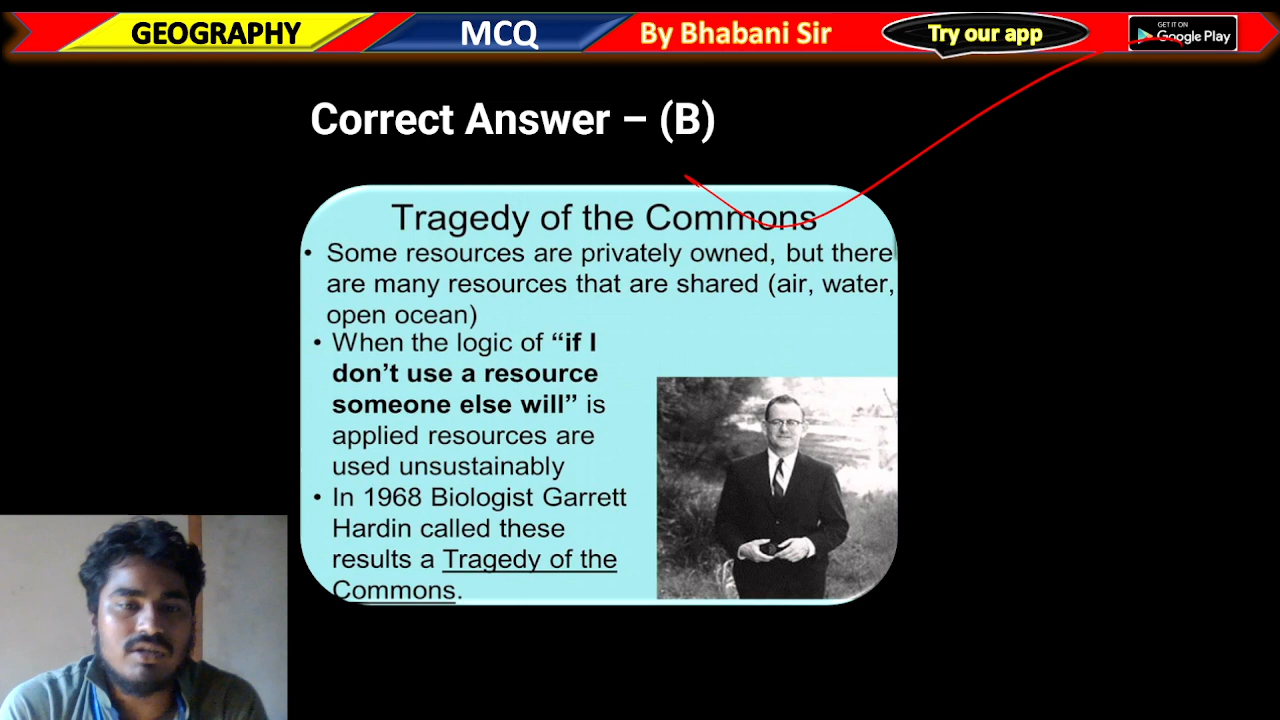 GEOGRAPHY MCQ By Bhabani Sir Try our app GET IT ON
Google Play
Correct Answer – (B)
Tragedy of the Commons
• Some resources are privately owned, but there
are many resources that are shared (air, water,
open ocean)
• When the logic of “if I
don’t use a resource
someone else will” is
applied resources are
used unsustainably
• In 1968 Biologist Garrett
Hardin called these
results a Tragedy of the
Commons.